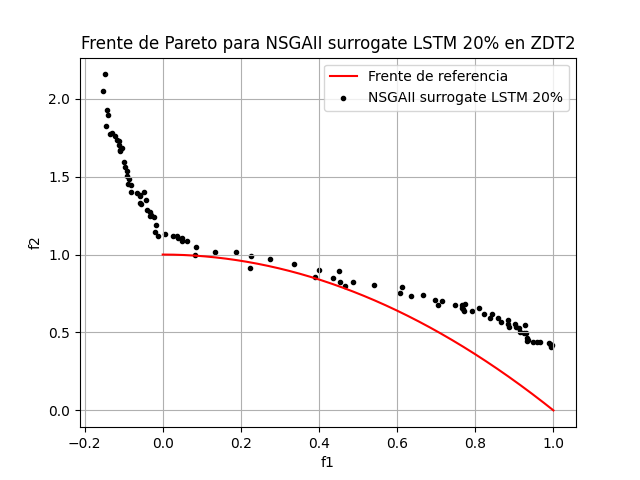 Frente de Pareto para NSGAII surrogate LSTM 20% en ZDT2
Frente de referencia
NSGAII surrogate LSTM 20%
f2
2.0
1.5
1.0
0.5
0.0
−0.2 0.0 0.2 0.4 0.6 0.8 1.0
f1